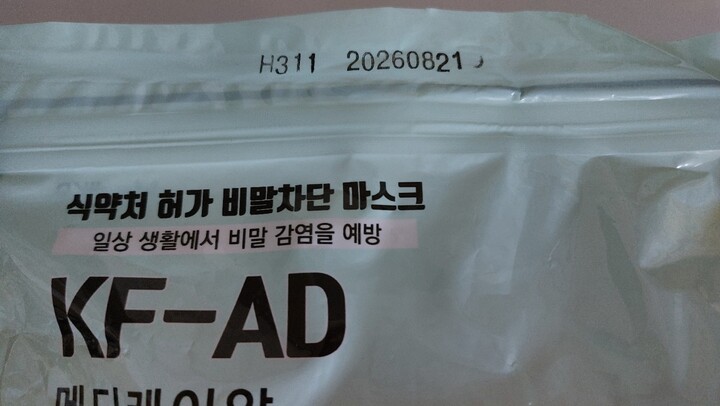 H311 20260821
식약처 허가 비말차단 마스크
일상 생활에서 비말 감염을 예방
KF-AD